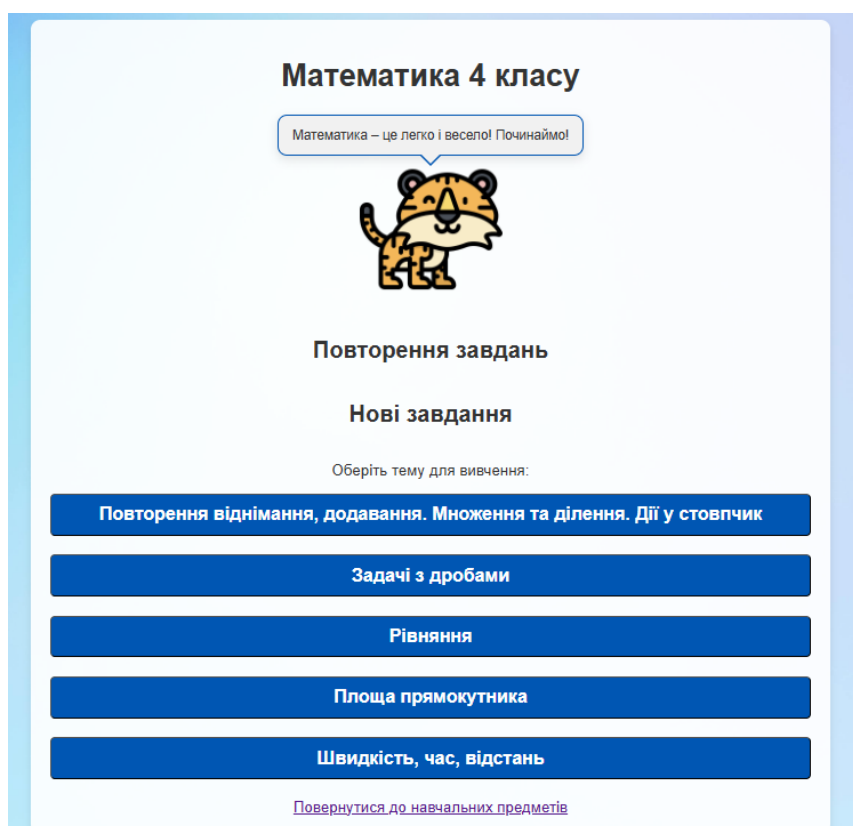 Математика 4 класу
Математика – це легко і весело! Починаймо!
Повторення завдань
Нові завдання
Оберіть тему для вивчення:
Повторення віднімання, додавання. Множення та ділення. Дії у стовпчик
Задачі з дробами
Рівняння
Площа прямокутника
Швидкість, час, відстань
Повернутися до навчальних предметів